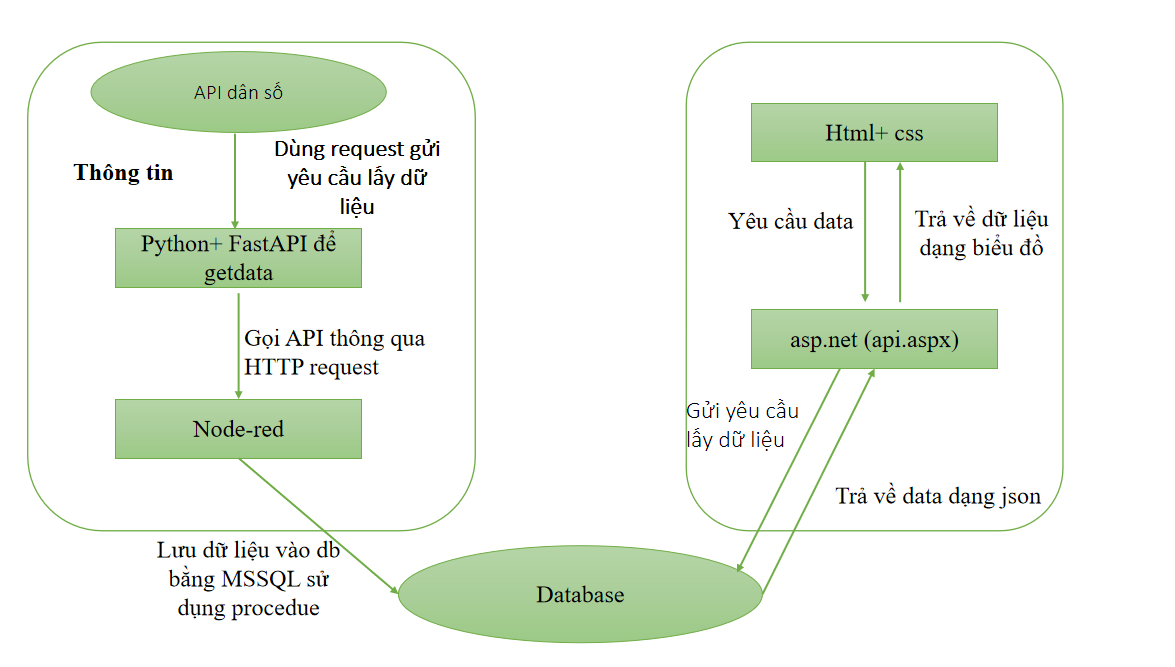 API dân số
Thông tin
Dùng request gửi
yêu cầu lấy dữ
liệu
Python+ FastAPI để
getdata
Gọi API thông qua
HTTP request
Node-red
Lưu dữ liệu vào db
bằng MSSQL sử
dụng procedue
Database
Html+ css
Yêu cầu data
Trả về dữ liệu
dạng biểu đồ
asp.net (api.aspx)
Gửi yêu cầu
lấy dữ liệu
Trả về data dạng json